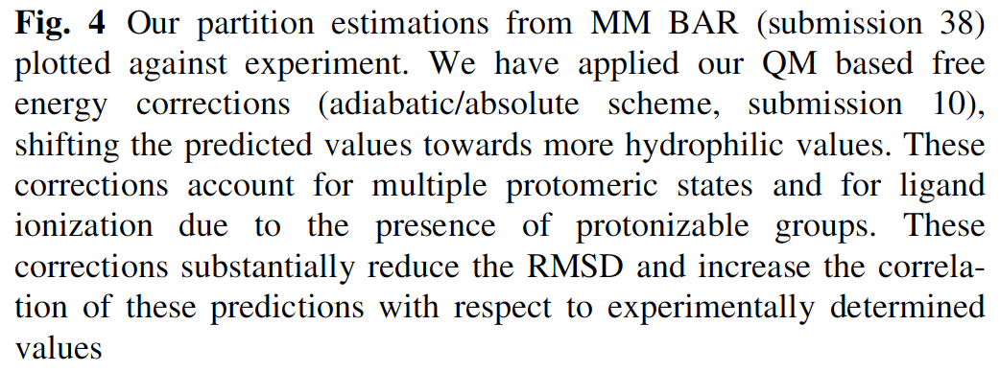 Fig. 4 Our partition estimations from MM BAR (submission 38)
plotted against experiment. We have applied our QM based free
energy corrections (adiabatic/absolute scheme, submission 10),
shifting the predicted values towards more hydrophilic values. These
corrections account for multiple protomeric states and for ligand
ionization due to the presence of protonizable groups. These
corrections substantially reduce the RMSD and increase the correla-
tion of these predictions with respect to experimentally determined
values